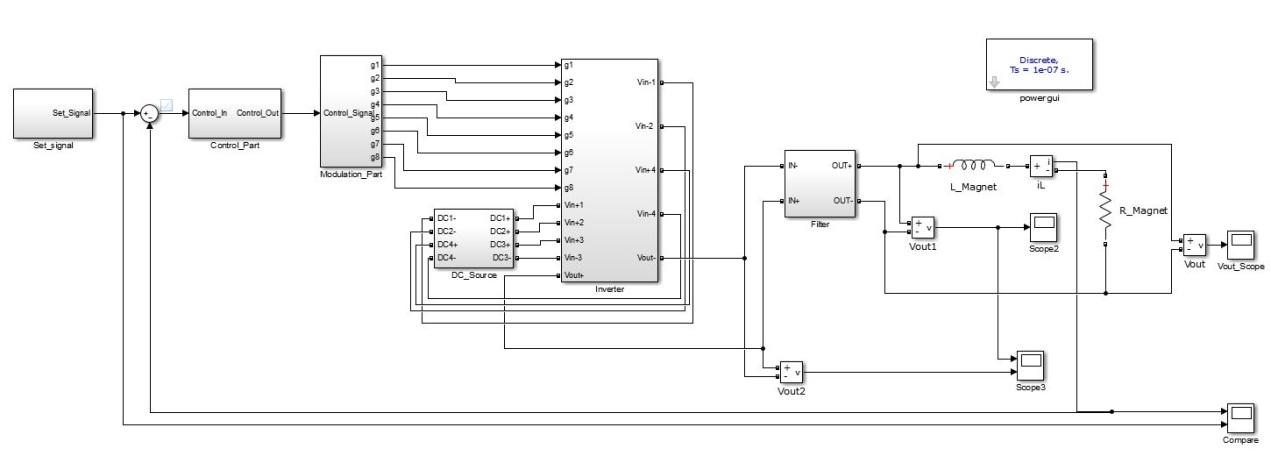 Discrete,
Ts = 1e-07 s.
powergui
Set_Signal
Set_signal
+
-
Control_In
Control_Out
Control_Part
Control_Signal
g1
g2
g3
g4
g5
g6
g7
g8
Modulation_Part
g1
g2
g3
g4
g5
g6
g7
g8
Vin+1
Vin+2
Vin+3
Vin-3
Vout+
Vin-1
Vin-2
Vin+4
Vin-4
Vout-
Inverter
DC1-
DC2-
DC4+
DC4-
DC1+
DC2+
DC3+
DC3-
DC_Source
IN-
IN+
OUT+
OUT-
Filter
+
L_Magnet
+
-
i
iL
+
R_Magnet
+
-
v
Vout1
Scope2
+
-
v
Vout
Vout_Scope
+
-
v
Vout2
Scope3
Compare